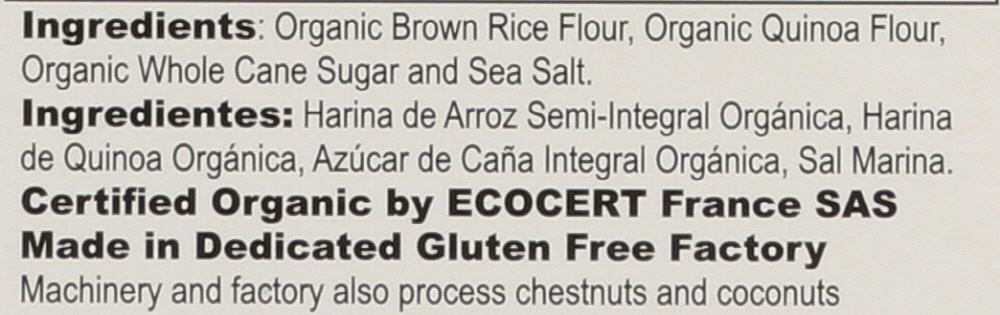 Ingredients: Organic Brown Rice Flour, Organic Quinoa Flour,
Organic Whole Cane Sugar and Sea Salt.
Ingredientes: Harina de Arroz Semi-Integral Orgánica, Harina
de Quinoa Orgánica, Azúcar de Caña Integral Orgánica, Sal Marina.
Certified Organic by ECOCERT France SAS
Made in Dedicated Gluten Free Factory
Machinery and factory also process chestnuts and coconuts